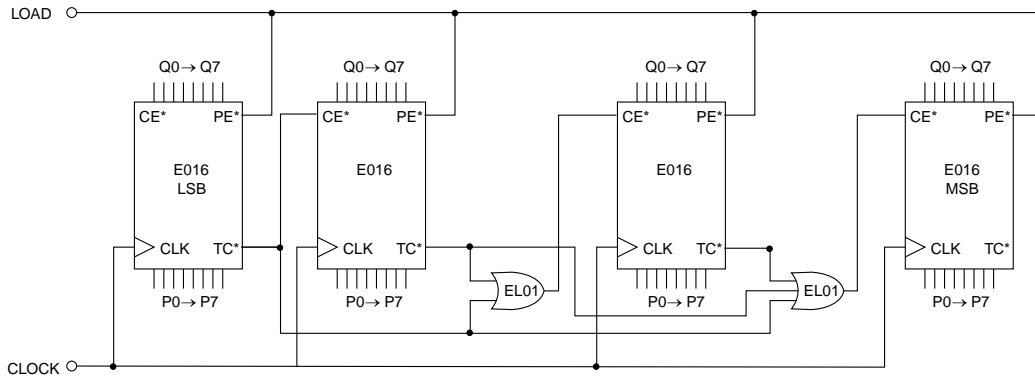 LOAD
Q0→ Q7
Q0→ Q7
Q0→ Q7
Q0→ Q7
CE* PE*
CE* PE*
CE* PE*
CE* PE*
E016
LSB
E016
E016
E016
MSB
CLK TC*
CLK TC*
CLK TC*
CLK TC*
EL01
EL01
P0→ P7
P0→ P7
P0→ P7
P0→ P7
CLOCK